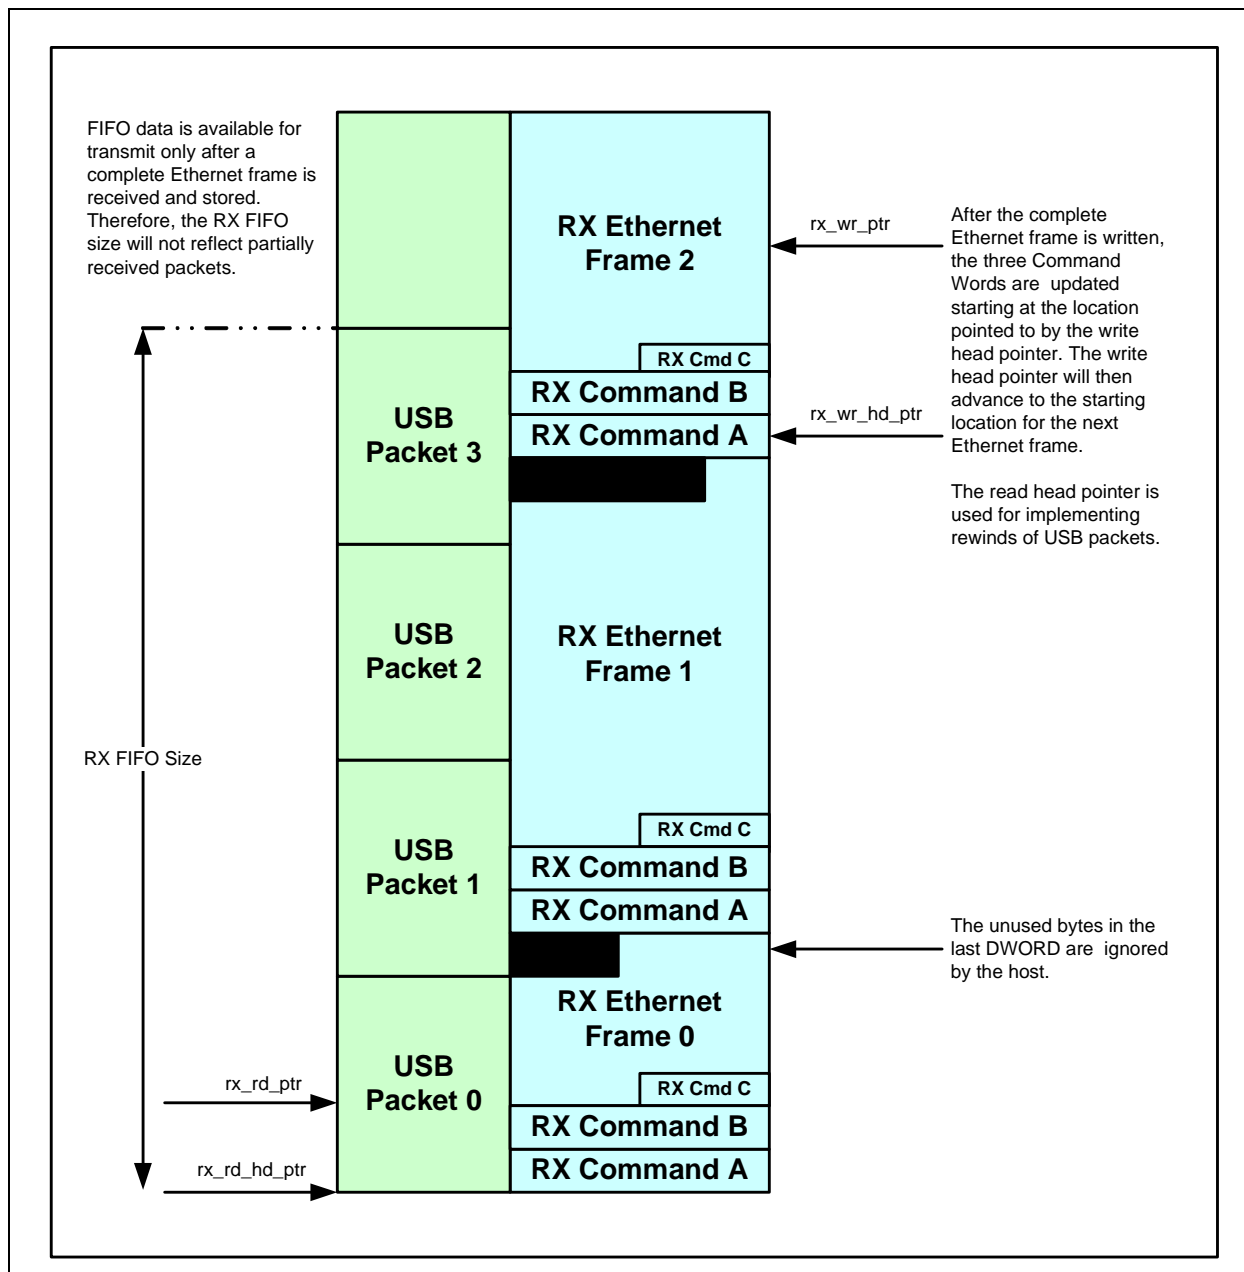 FIFO data is available for
transmit only after a
complete Ethernet frame is
received and stored.
Therefore, the RX FIFO
size will not reflect partially
received packets.
RX Ethernet
Frame 2
rx_wr_ptr
After the complete
Ethernet frame is written,
the three Command
Words are updated
starting at the location
pointed to by the write
head pointer. The write
head pointer will then
advance to the starting
location for the next
Ethernet frame.
The read head pointer is
used for implementing
rewinds of USB packets.
RX Cmd C
RX Command B
RX Command A
rx_wr_hd_ptr
USB
Packet 3
USB
Packet 2
RX Ethernet
Frame 1
RX FIFO Size
RX Cmd C
USB
Packet 1
RX Command B
RX Command A
The unused bytes in the
last DWORD are ignored
by the host.
RX Ethernet
Frame 0
USB
Packet 0
rx_rd_ptr
RX Cmd C
RX Command B
RX Command A
rx_rd_hd_ptr